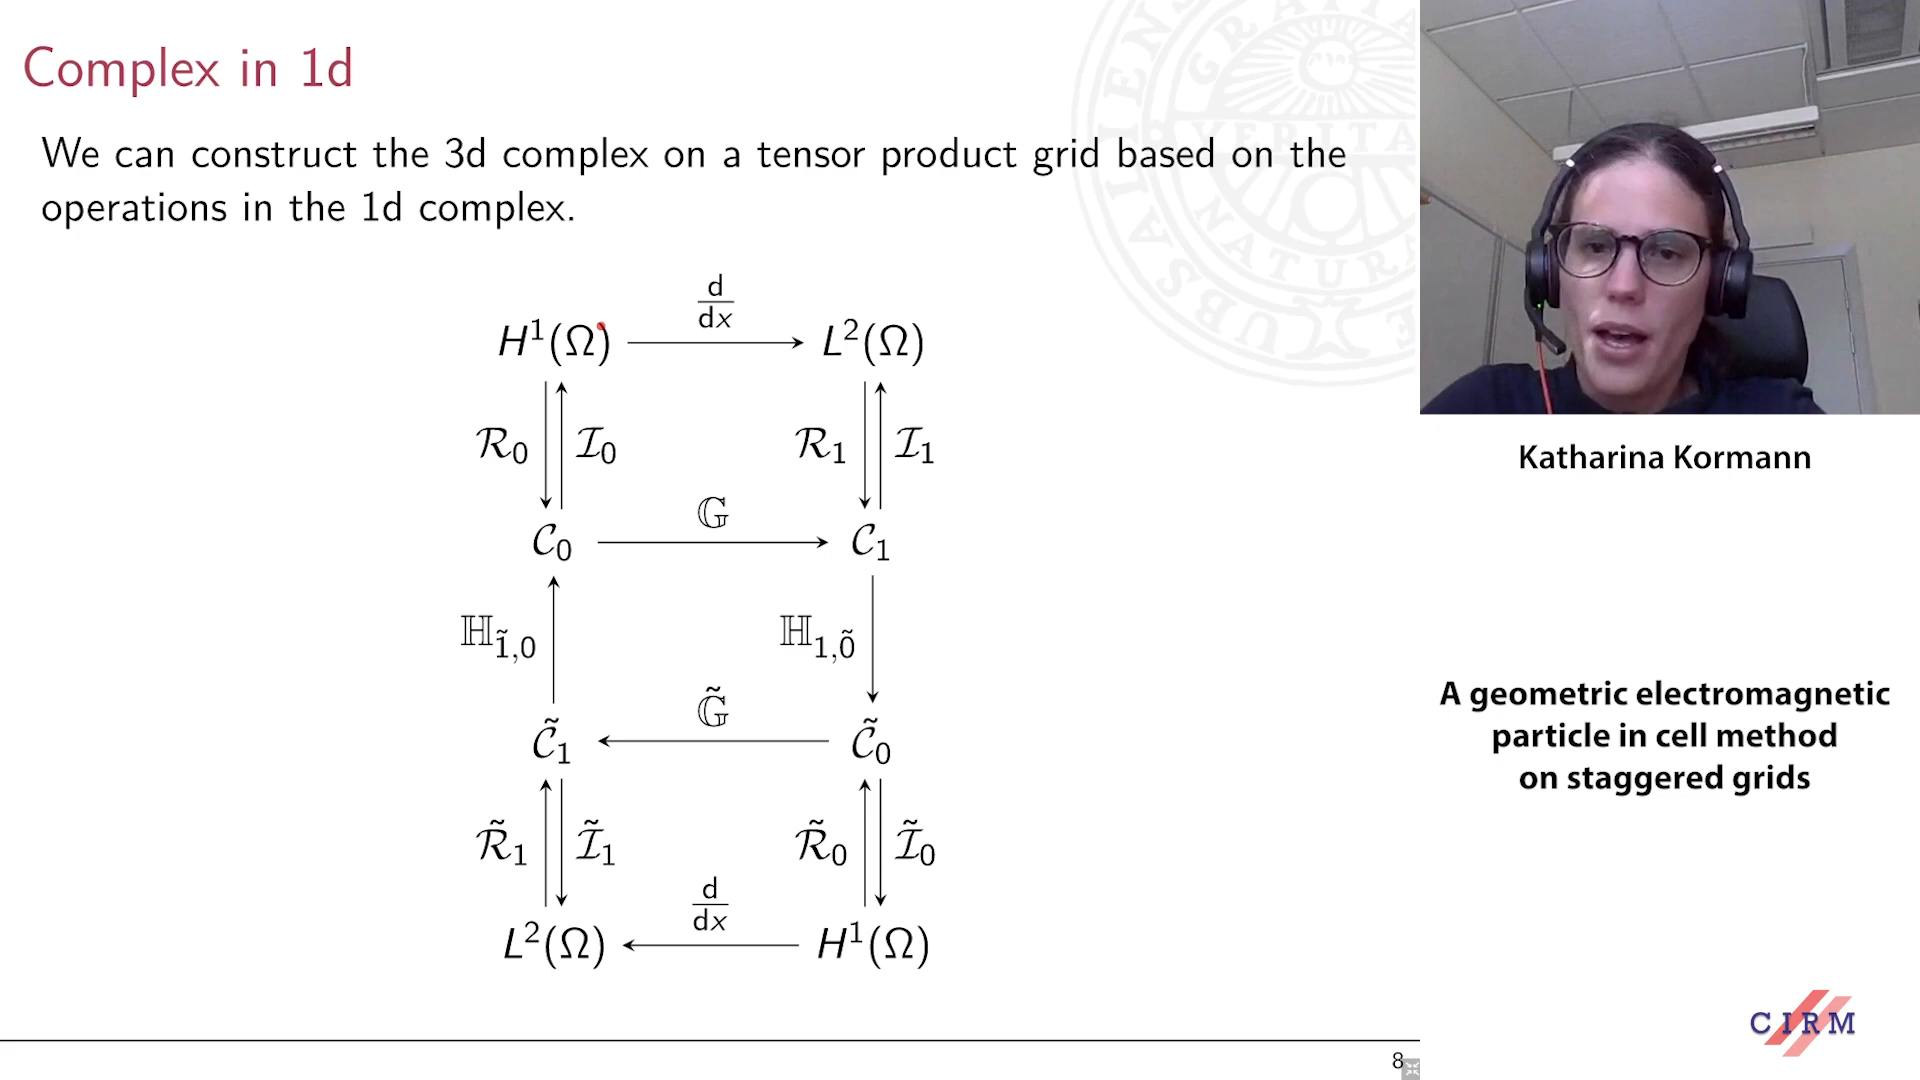 Complex in 1d
We can construct the 3d complex on a tensor product grid based on the
operations in the 1d complex.
d/dx
H¹(Ω) L²(Ω)
R₀ I₀ R₁ I₁
𝔾
C₀ C₁
ℍ_{1̃,0} ℍ_{1,0̃}
𝔾̃
C̃₁ C̃₀
R̃₁ Ĩ₁ R̃₀ Ĩ₀
d/dx
L²(Ω) H¹(Ω)
8
Katharina Kormann
A geometric electromagnetic
particle in cell method
on staggered grids
CIRM